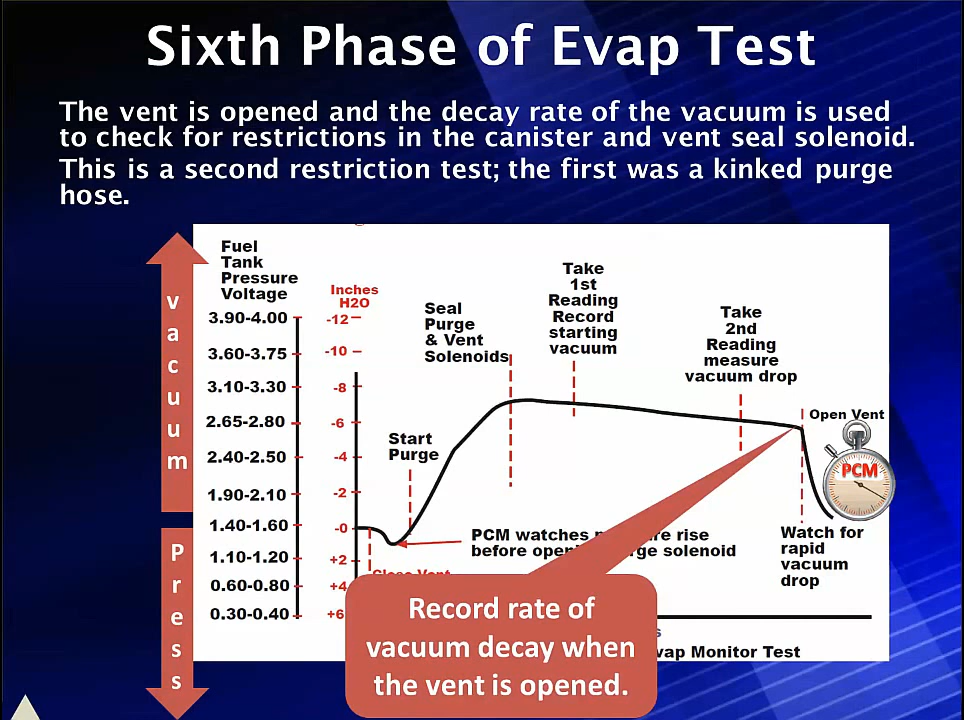 Sixth Phase of Evap Test
The vent is opened and the decay rate of the vacuum is used
to check for restrictions in the canister and vent seal solenoid.
This is a second restriction test; the first was a kinked purge
hose.
vacuum
Press
Fuel
Tank
Pressure
Voltage
3.90-4.00
3.60-3.75
3.10-3.30
2.65-2.80
2.40-2.50
1.90-2.10
1.40-1.60
1.10-1.20
0.60-0.80
0.30-0.40
Inches
H2O
-12
-10
-8
-6
-4
-2
-0
+2
+4
+6
Start
Purge
Seal
Purge
& Vent
Solenoids
Take
1st
Reading
Record
starting
vacuum
Take
2nd
Reading
measure
vacuum drop
Open Vent
PCM
Watch for
rapid
vacuum
drop
PCM watches rise
before solenoid
Close Vent
Record rate of
vacuum decay when
the vent is opened.
Monitor Test